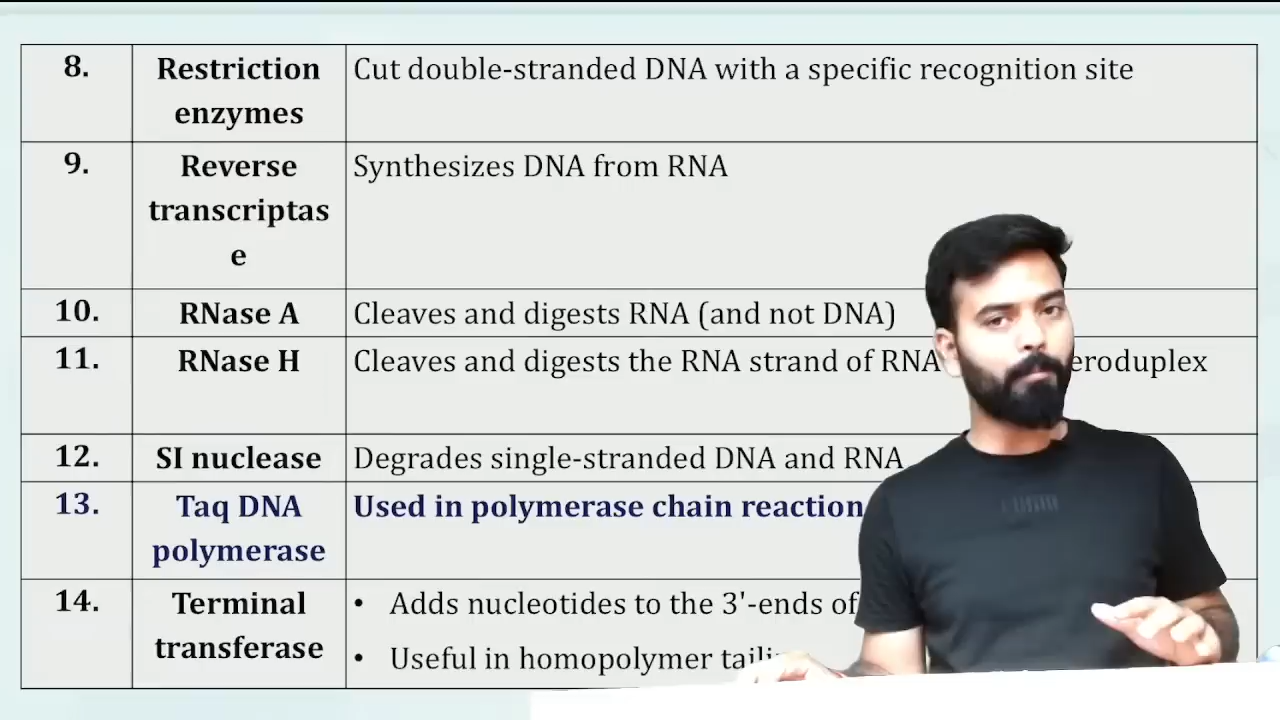 8.
Restriction
enzymes
Cut double-stranded DNA with a specific recognition site
9.
Reverse
transcriptas
e
Synthesizes DNA from RNA
10.
RNase A
Cleaves and digests RNA (and not DNA)
11.
RNase H
Cleaves and digests the RNA strand of RNA eroduplex
12.
SI nuclease
Degrades single-stranded DNA and RNA
13.
Taq DNA
polymerase
Used in polymerase chain reaction
14.
Terminal
transferase
• Adds nucleotides to the 3'-ends of
• Useful in homopolymer